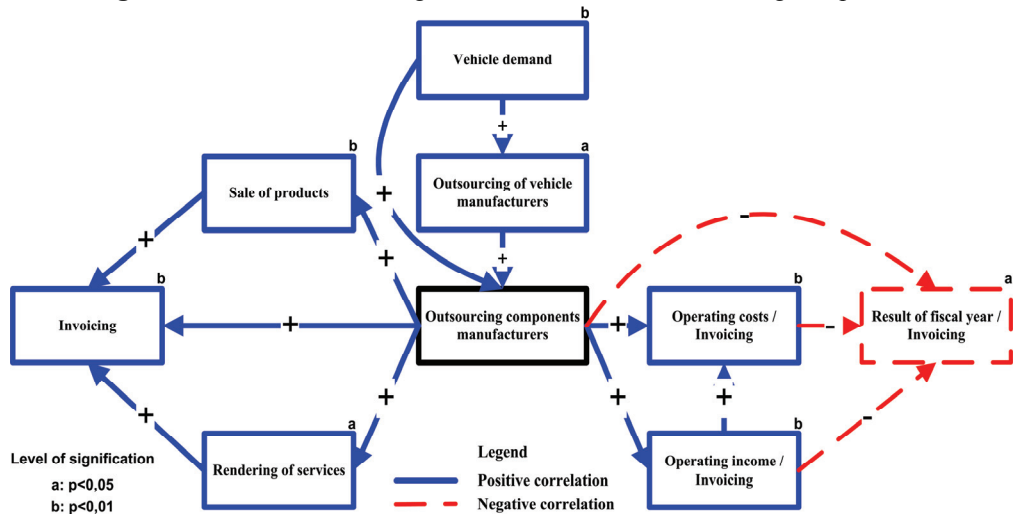 b
Vehicle demand
+
b
a
Sale of products
Outsourcing of vehicle
manufacturers
+
+
-
+
+
b
b
a
Invoicing
+
Outsourcing components
manufacturers
+
Operating costs /
Invoicing
-
Result of fiscal year /
Invoicing
+
+
+
+
-
a
b
Level of signification
a: p<0,05
b: p<0,01
Rendering of services
Legend
Positive correlation
Negative correlation
Operating income /
Invoicing